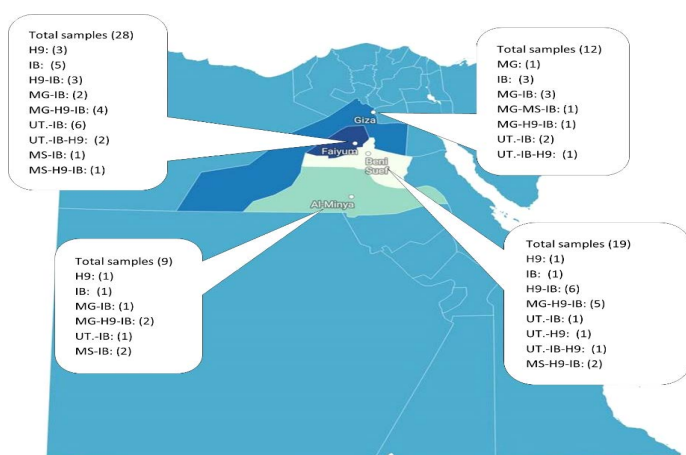 Total samples (28)
H9: (3)
IB: (5)
H9-IB: (3)
MG-IB: (2)
MG-H9-IB: (4)
UT.-IB: (6)
UT.-IB-H9: (2)
MS-IB: (1)
MS-H9-IB: (1)
Total samples (12)
MG: (1)
IB: (3)
MG-IB: (3)
MG-MS-IB: (1)
MG-H9-IB: (1)
UT.-IB: (2)
UT.-IB-H9: (1)
Giza
Faiyum
Beni
Suef
Al-Minya
Total samples (9)
H9: (1)
IB: (1)
MG-IB: (1)
MG-H9-IB: (2)
UT.-IB: (1)
MS-IB: (2)
Total samples (19)
H9: (1)
IB: (1)
H9-IB: (6)
MG-H9-IB: (5)
UT.-IB: (1)
UT.-H9: (1)
UT.-IB-H9: (1)
MS-H9-IB: (2)